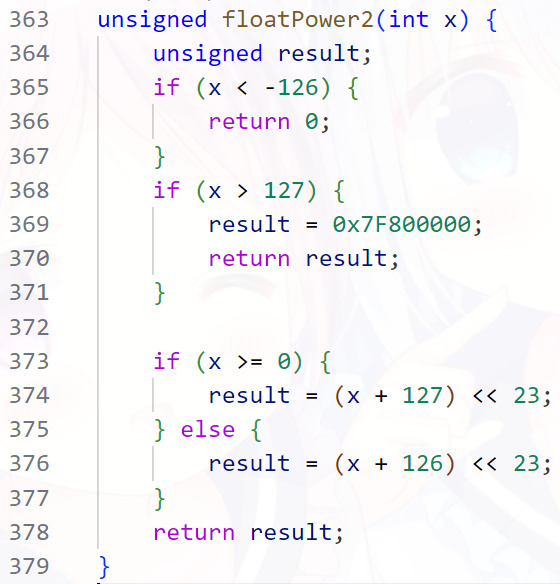 363 unsigned floatPower2(int x) {
364     unsigned result;
365     if (x < -126) {
366         return 0;
367     }
368     if (x > 127) {
369         result = 0x7F800000;
370         return result;
371     }
372
373     if (x >= 0) {
374         result = (x + 127) << 23;
375     } else {
376         result = (x + 126) << 23;
377     }
378     return result;
379 }